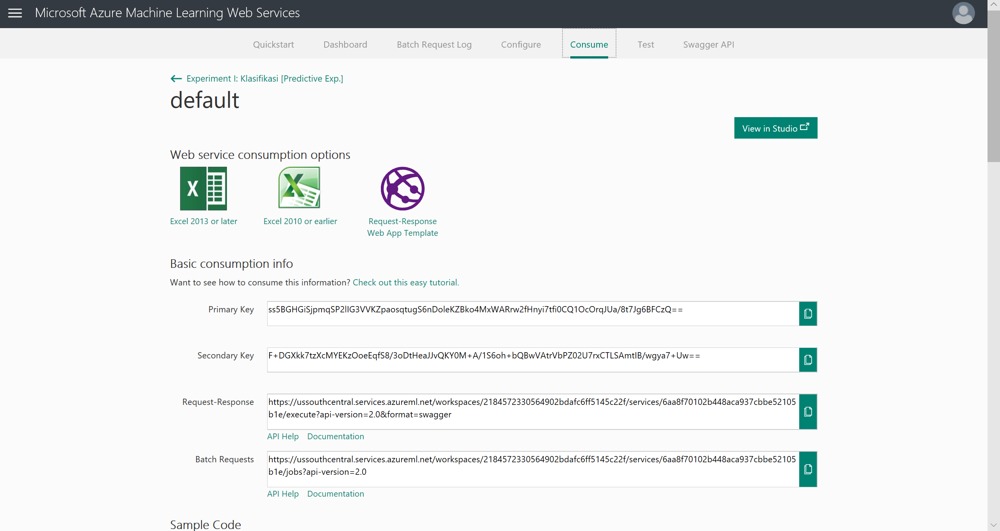 Microsoft Azure Machine Learning Web Services
Quickstart Dashboard Batch Request Log Configure Consume Test Swagger API
Experiment I: Klasifikasi [Predictive Exp.]
default
View in Studio
Web service consumption options
Excel 2013 or later Excel 2010 or earlier Request-Response
Web App Template
Basic consumption info
Want to see how to consume this information? Check out this easy tutorial.
Primary Key ss5BGHGiSjpmqSP2lIG3VVKZpaosqtugS6nDoleKZBko4MxWARrw2fHnyi7tfi0CQ1OcOrqJUa/8t7Jg6BFCzQ==
Secondary Key F+DGXkk7tzXcMYEKzOoeEqfS8/3oDtHeaJJvQKY0M+A/1S6oh+bQBwVAtrVbPZ02U7rxCTLSAmtIB/wgya7+Uw==
Request-Response https://ussouthcentral.services.azureml.net/workspaces/2184572330564902bdafc6ff5145c22f/services/6aa8f70102b448aca937cbbe52105
b1e/execute?api-version=2.0&format=swagger
API Help Documentation
Batch Requests https://ussouthcentral.services.azureml.net/workspaces/2184572330564902bdafc6ff5145c22f/services/6aa8f70102b448aca937cbbe52105
b1e/jobs?api-version=2.0
API Help Documentation
Sample Code